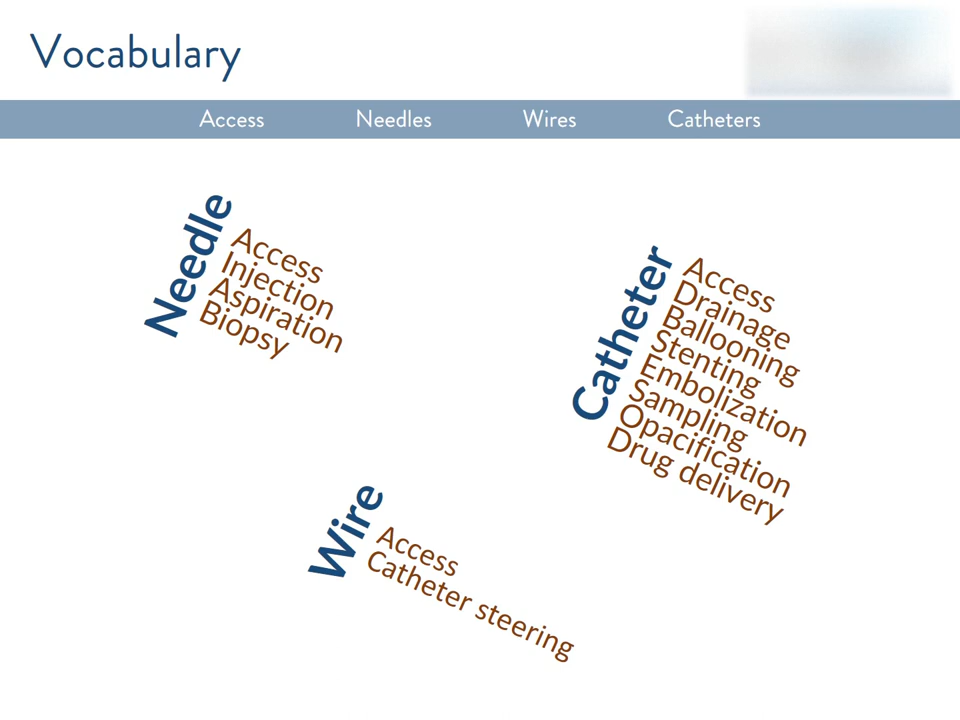 Vocabulary
Access Needles Wires Catheters
Needle
Access
Injection
Aspiration
Biopsy
Catheter
Access
Drainage
Ballooning
Stenting
Embolization
Sampling
Opacification
Drug delivery
Wire
Access
Catheter steering